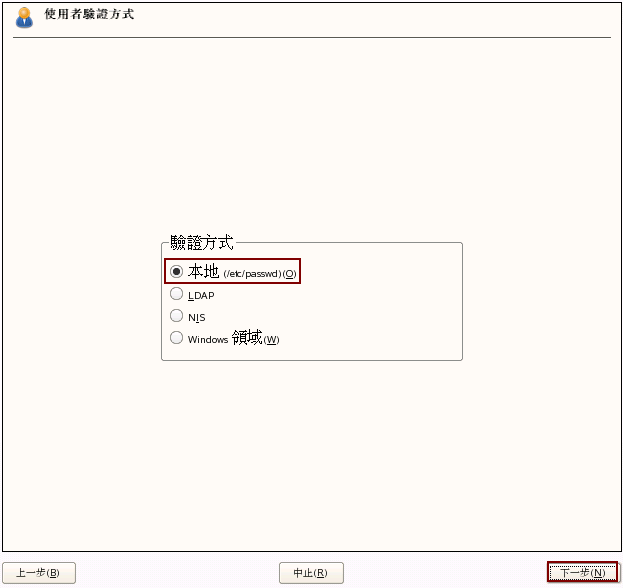 使用者驗證方式
驗證方式
本地 (/etc/passwd)(O)
LDAP
NIS
Windows 領域(W)
上一步(B) 中止(R) 下一步(N)